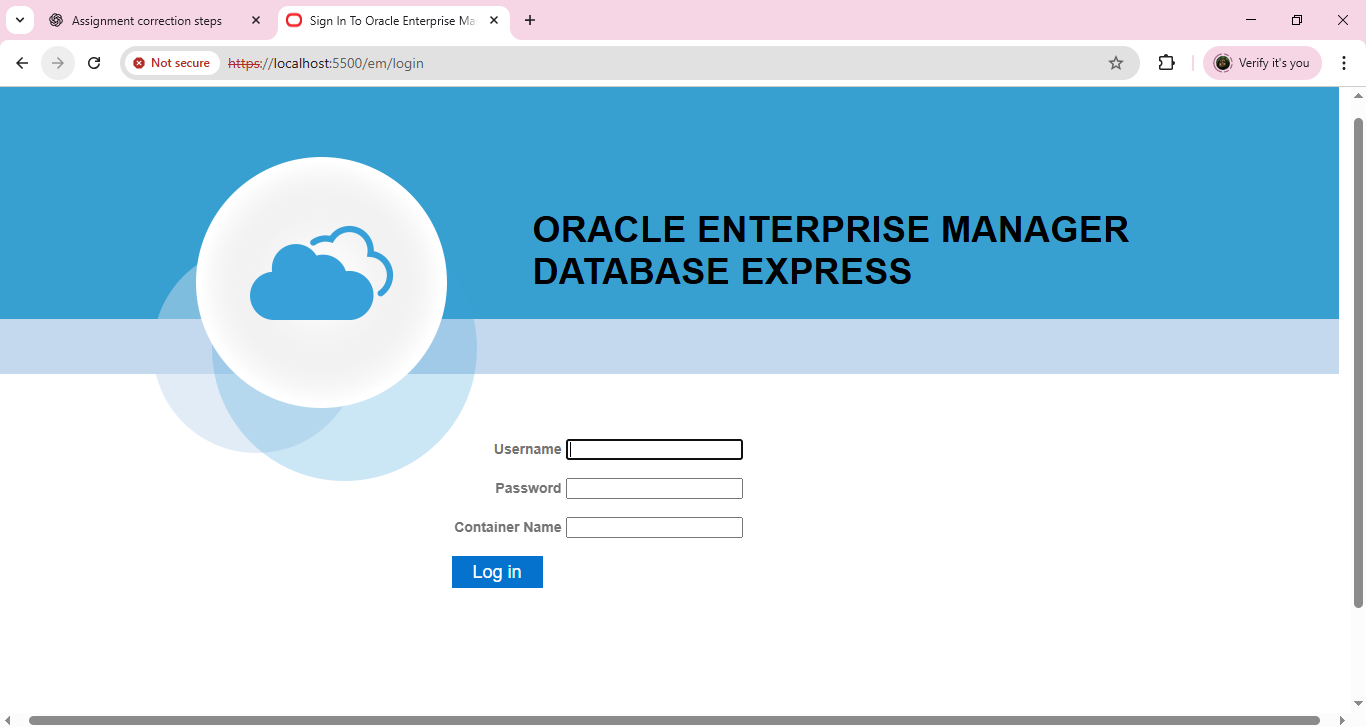 Assignment correction steps
Sign In To Oracle Enterprise Ma
Not secure
https://localhost:5500/em/login
Verify it's you
ORACLE ENTERPRISE MANAGER
DATABASE EXPRESS
Username
Password
Container Name
Log in